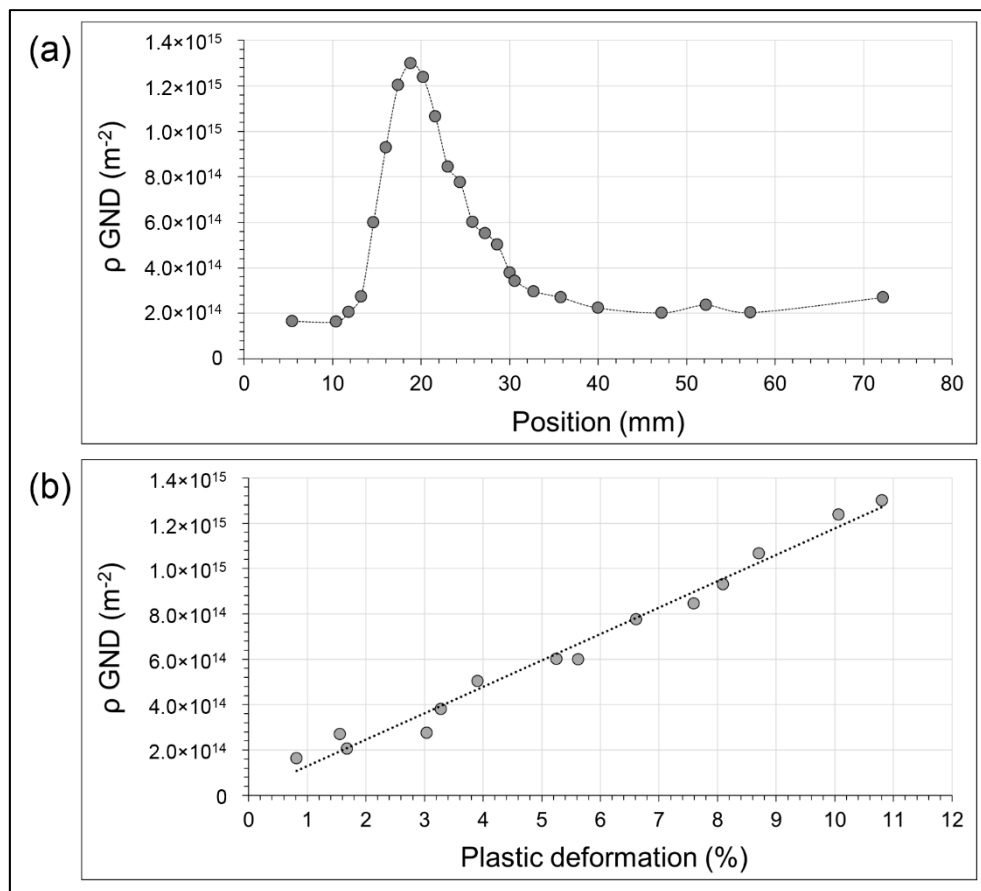 (a)
1.4×10¹⁵
1.2×10¹⁵
1.0×10¹⁵
8.0×10¹⁴
6.0×10¹⁴
4.0×10¹⁴
2.0×10¹⁴
0
ρ GND (m⁻²)
0 10 20 30 40 50 60 70 80
Position (mm)
(b)
1.4×10¹⁵
1.2×10¹⁵
1.0×10¹⁵
8.0×10¹⁴
6.0×10¹⁴
4.0×10¹⁴
2.0×10¹⁴
0
ρ GND (m⁻²)
0 1 2 3 4 5 6 7 8 9 10 11 12
Plastic deformation (%)